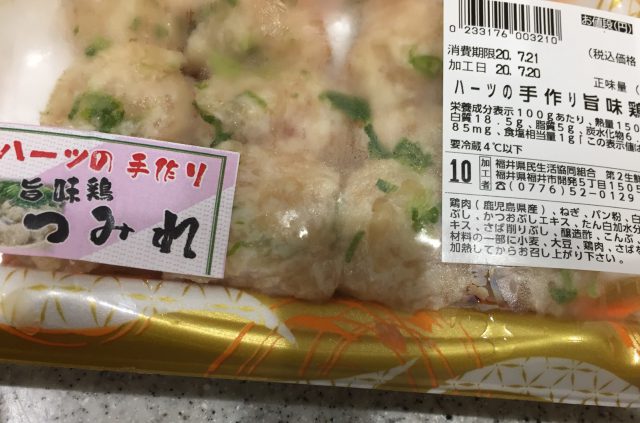 0233176003210
お値段(円)
消費期限20.7.21
(税込価格
加工日 20.7.20
正味量(
ハーツの手作り旨味鶏
栄養成分表示100gあたり、熱量150
白質18.5g、脂質5g、炭水化物6
85mg、食塩相当量1g「この表示値は
要冷蔵4℃以下
10
加工
福井県民生活協同組合 第2生鮮
福井県福井市開発5丁目150
(0776)52-0129
鶏肉(鹿児島県産)、ねぎ、パン粉、
ぶし、かつおぶしエキス、たん白加水分
キス、さば削りぶし、醸造酢、こんぶ
材料の一部に小麦、大豆、鶏肉、さば
加熱してからお召し上がり下さい。
ハーツの手作り
旨味鶏
つみれ